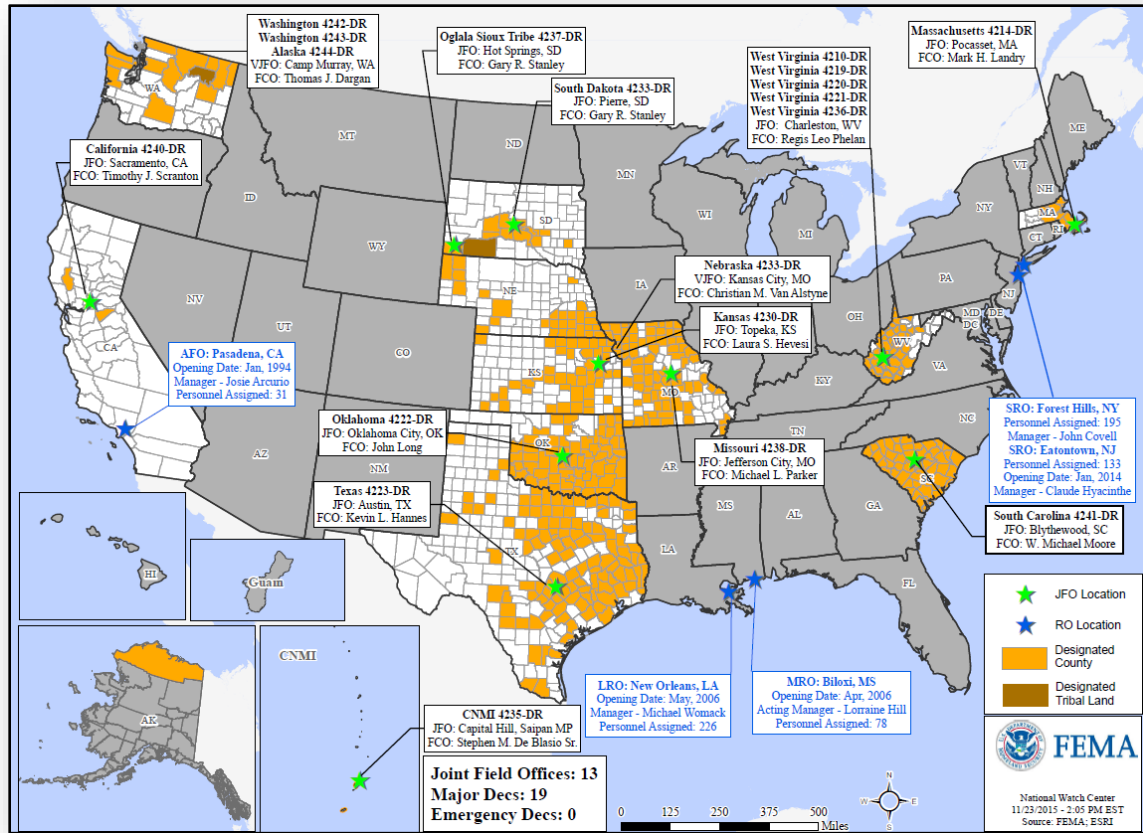 Washington 4242-DR
Washington 4243-DR
Alaska 4244-DR
VJFO: Camp Murray, WA
FCO: Thomas J. Dargan
Oglala Sioux Tribe 4237-DR
JFO: Hot Springs, SD
FCO: Gary R. Stanley
South Dakota 4233-DR
JFO: Pierre, SD
FCO: Gary R. Stanley
West Virginia 4210-DR
West Virginia 4219-DR
West Virginia 4220-DR
West Virginia 4221-DR
West Virginia 4236-DR
JFO: Charleston, WV
FCO: Regis Leo Phelan
Massachusetts 4214-DR
JFO: Pocasset, MA
FCO: Mark H. Landry
California 4240-DR
JFO: Sacramento, CA
FCO: Timothy J. Scranton
Nebraska 4233-DR
VJFO: Kansas City, MO
FCO: Christian M. Van Alstyne
Kansas 4230-DR
JFO: Topeka, KS
FCO: Laura S. Hevesi
AFO: Pasadena, CA
Opening Date: Jan, 1994
Manager - Josie Arcurio
Personnel Assigned: 31
Oklahoma 4222-DR
JFO: Oklahoma City, OK
FCO: John Long
Missouri 4238-DR
JFO: Jefferson City, MO
FCO: Michael L. Parker
Texas 4223-DR
JFO: Austin, TX
FCO: Kevin L. Hannes
SRO: Forest Hills, NY
Personnel Assigned: 195
Manager - John Covell
SRO: Eatontown, NJ
Personnel Assigned: 133
Opening Date: Jan, 2014
Manager - Claude Hyacinthe
South Carolina 4241-DR
JFO: Blythewood, SC
FCO: W. Michael Moore
LRO: New Orleans, LA
Opening Date: May, 2006
Manager - Michael Womack
Personnel Assigned: 226
MRO: Biloxi, MS
Opening Date: Apr, 2006
Acting Manager - Lorraine Hill
Personnel Assigned: 78
CNMI 4235-DR
JFO: Capital Hill, Saipan MP
FCO: Stephen M. De Blasio Sr.
WA
MT
ND
MN
ME
VT
NH
MA
RI
CT
NY
ID
SD
WI
MI
WY
IA
PA
NJ
NE
OH
MD
DE
DC
NV
UT
CO
WV
VA
CA
KS
MO
KY
NC
TN
AZ
NM
OK
AR
SC
MS
AL
GA
TX
LA
FL
HI
Guam
AK
CNMI
JFO Location
RO Location
Designated
County
Designated
Tribal Land
Joint Field Offices: 13
Major Decs: 19
Emergency Decs: 0
0 125 250 375 500
Miles
N
W E
S
FEMA
National Watch Center
11/23/2015 - 2:05 PM EST
Source: FEMA; ESRI